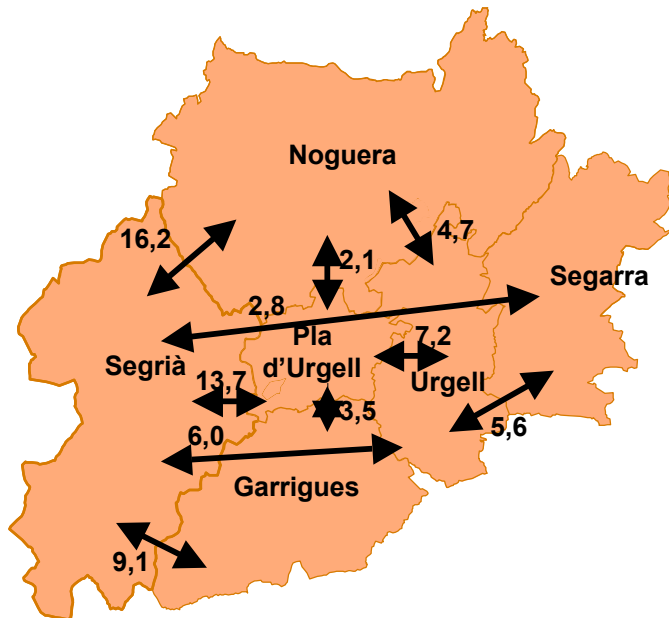 Noguera
16,2
4,7
2,1
Segarra
2,8
Pla
d'Urgell
7,2
Segrià
Urgell
13,7
3,5
5,6
6,0
Garrigues
9,1